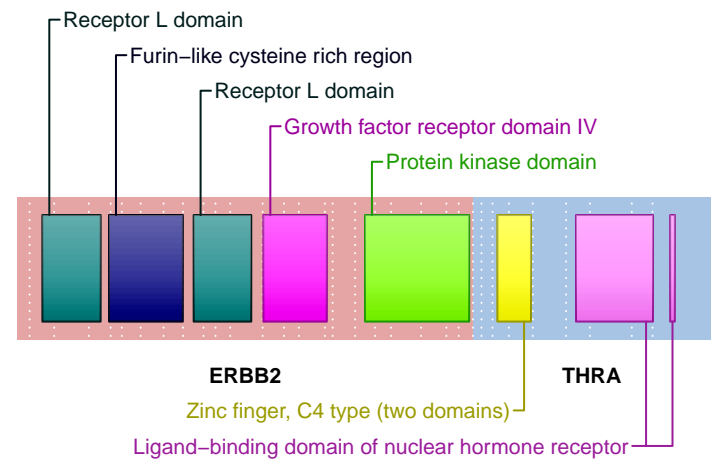 Receptor L domain
Furin−like cysteine rich region
Receptor L domain
Growth factor receptor domain IV
Protein kinase domain
ERBB2
THRA
Zinc finger, C4 type (two domains)
Ligand−binding domain of nuclear hormone receptor